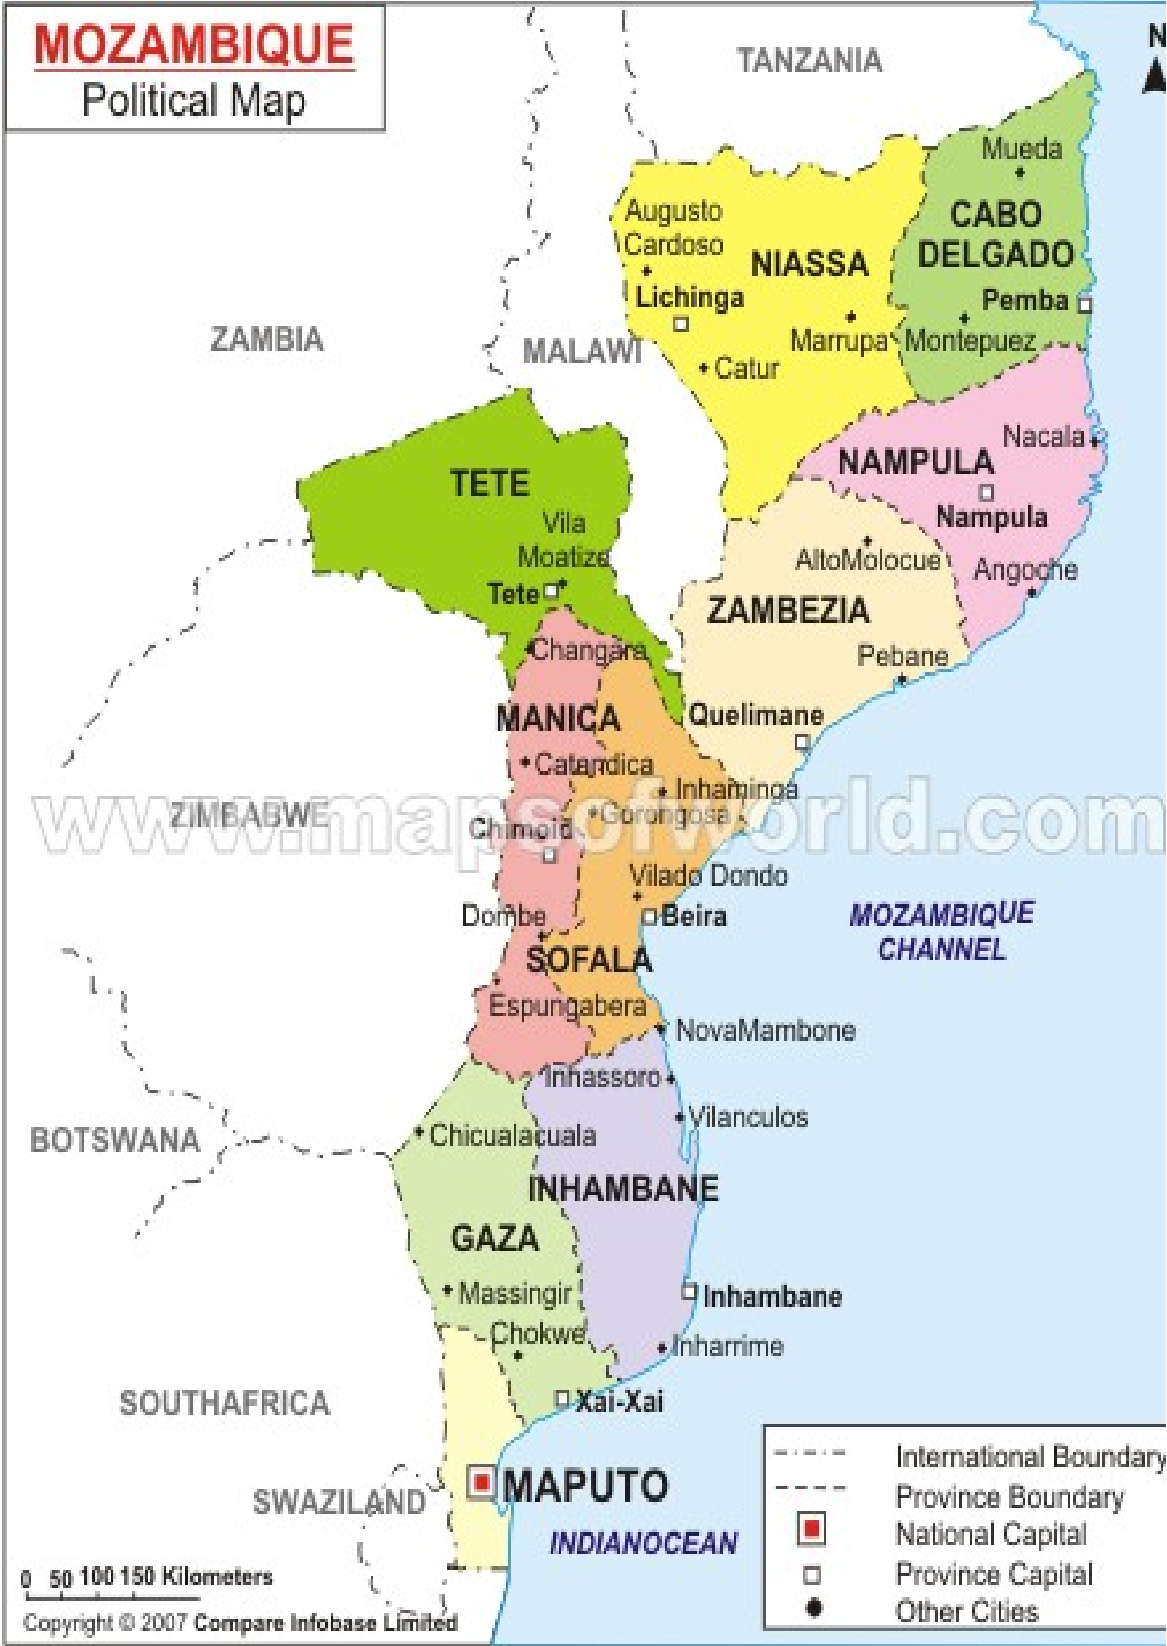 MOZAMBIQUE
Political Map
N
TANZANIA
Mueda
CABO
DELGADO
Augusto
Cardoso
NIASSA
Lichinga
Pemba
ZAMBIA
MALAWI
Marrupa
Montepuez
Catur
Nacala
NAMPULA
TETE
Nampula
Vila
Moatize
AltoMolocue
Angoche
Tete
ZAMBEZIA
Changara
Pebane
MANICA
Quelimane
Catandica
Inhaminga
www.mapsofworld.com
ZIMBABWE
Gorongosa
Chimoid
Vilado Dondo
Dombe
Beira
MOZAMBIQUE
CHANNEL
SOFALA
Espungabera
NovaMambone
Inhassoro
Vilanculos
BOTSWANA
Chicualacuala
INHAMBANE
GAZA
Massingir
Inhambane
Chokwe
Inharrime
SOUTHAFRICA
Xai-Xai
MAPUTO
SWAZILAND
INDIANOCEAN
International Boundary
Province Boundary
National Capital
Province Capital
Other Cities
0 50 100 150 Kilometers
Copyright © 2007 Compare Infobase Limited